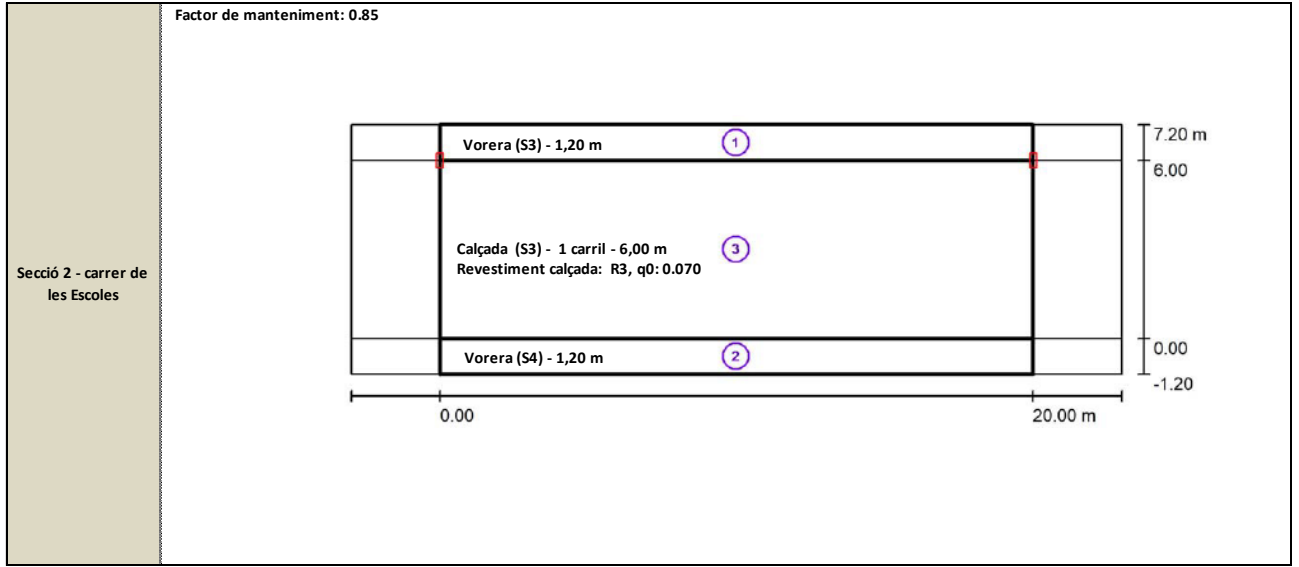 Factor de manteniment: 0.85
Secció 2 - carrer de
les Escoles
Vorera (S3) - 1,20 m
1
7.20 m
6.00
Calçada (S3) - 1 carril - 6,00 m
Revestiment calçada: R3, q0: 0.070
3
Vorera (S4) - 1,20 m
2
0.00
-1.20
0.00
20.00 m